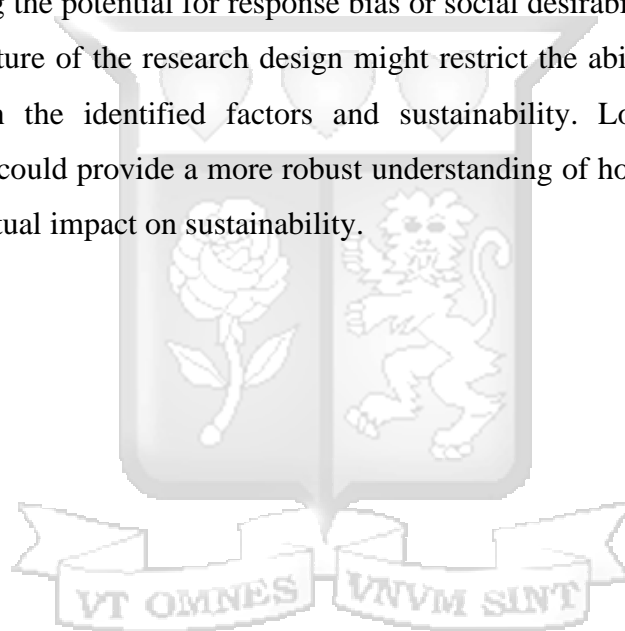 g the potential for response bias or social desirabi
ture of the research design might restrict the abi
the identified factors and sustainability. Lo
could provide a more robust understanding of ho
tual impact on sustainability.
VT OMNES VNVM SINT